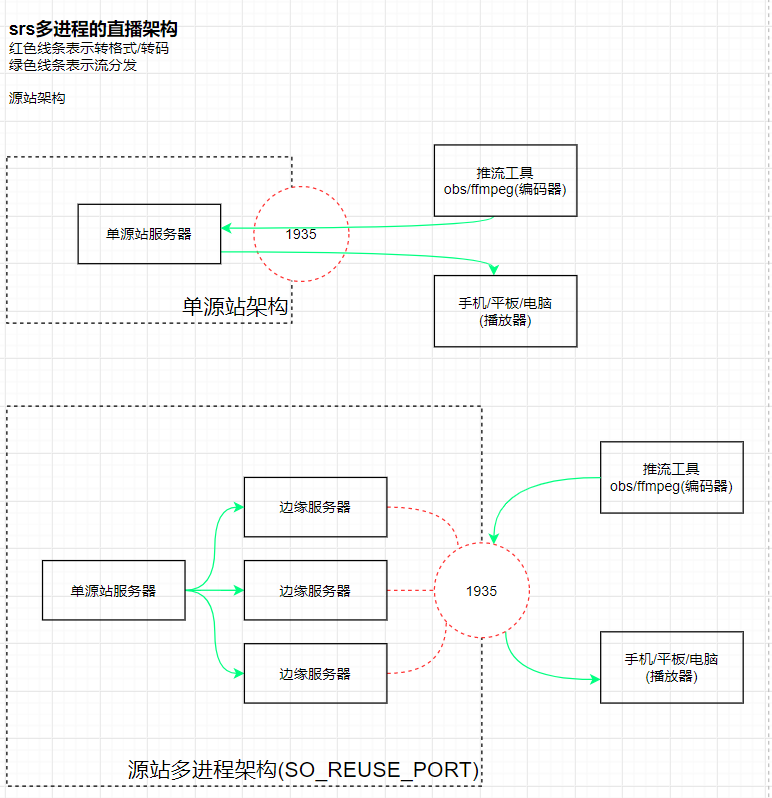 srs多进程的直播架构
红色线条表示转格式/转码
绿色线条表示流分发
源站架构
推流工具
obs/ffmpeg(编码器)
单源站服务器
1935
手机/平板/电脑
(播放器)
单源站架构
推流工具
obs/ffmpeg(编码器)
边缘服务器
单源站服务器
边缘服务器
1935
边缘服务器
手机/平板/电脑
(播放器)
源站多进程架构(SO_REUSE_PORT)